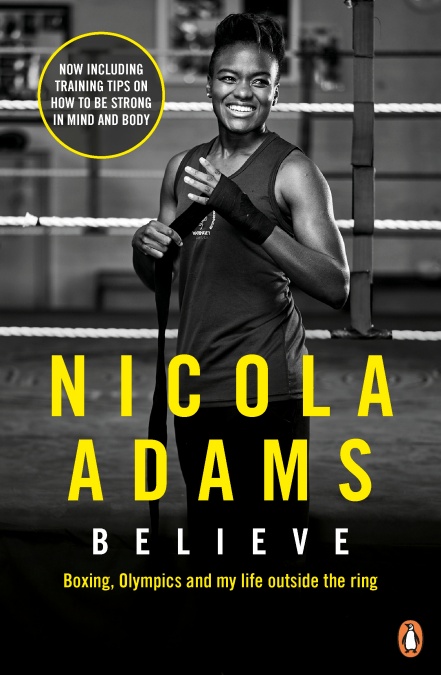 NOW INCLUDING
TRAINING TIPS ON
HOW TO BE STRONG
IN MIND AND BODY
NICOLA
ADAMS
BELIEVE
Boxing, Olympics and my life outside the ring